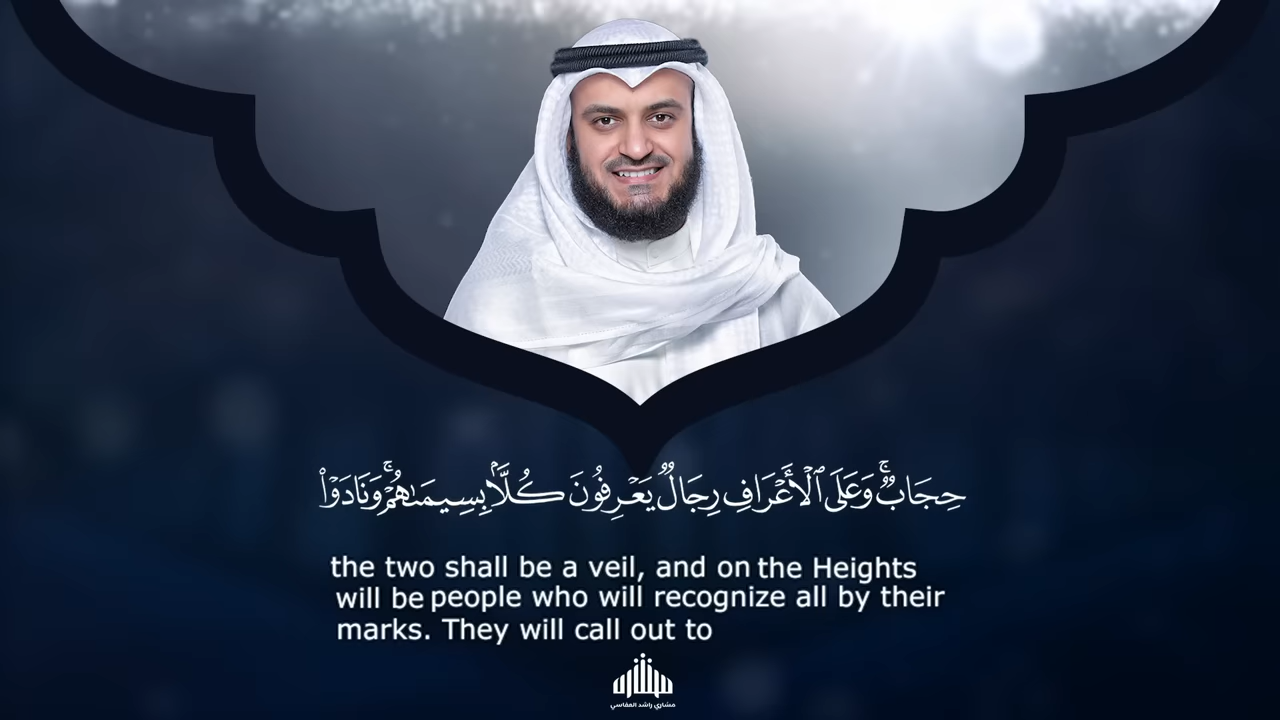 حِجَابٌ ۚ وَعَلَى ٱلْأَعْرَافِ رِجَالٌ يَعْرِفُونَ كُلًّۢا بِسِيمَىٰهُمْ ۚ وَنَادَوْا۟
the two shall be a veil, and on the Heights
will be people who will recognize all by their
marks. They will call out to
مشاري راشد العفاسي